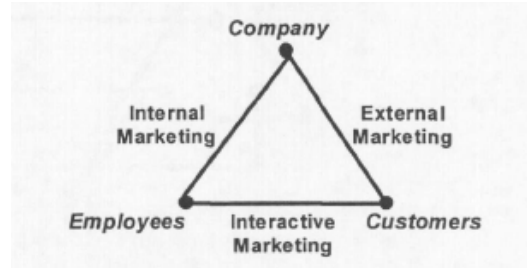 Company
Internal
Marketing
External
Marketing
Employees
Interactive
Marketing
Customers